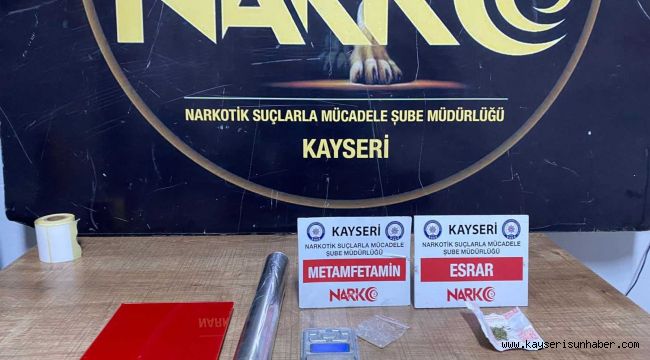 NARKO
NARKOTİK SUÇLARLA MÜCADELE ŞUBE MÜDÜRLÜĞÜ
KAYSERİ
KAYSERİ
NARKOTİK SUÇLARLA MÜCADELE
ŞUBE MÜDÜRLÜĞÜ
METAMFETAMİN
NARKO
KAYSERİ
NARKOTİK SUÇLARLA MÜCADELE
ŞUBE MÜDÜRLÜĞÜ
ESRAR
NARKO
www.kayserisunhaber.com